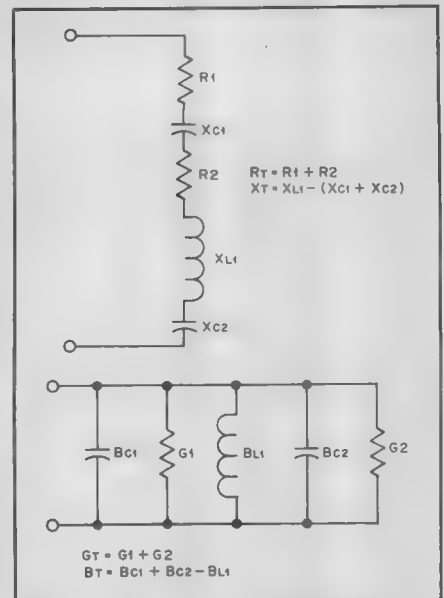 R1
XC1
R2
RT = R1 + R2
XT = XL1 - (XC1 + XC2)
XL1
XC2
BC1
G1
BL1
BC2
G2
GT = G1 + G2
BT = BC1 + BC2 - BL1